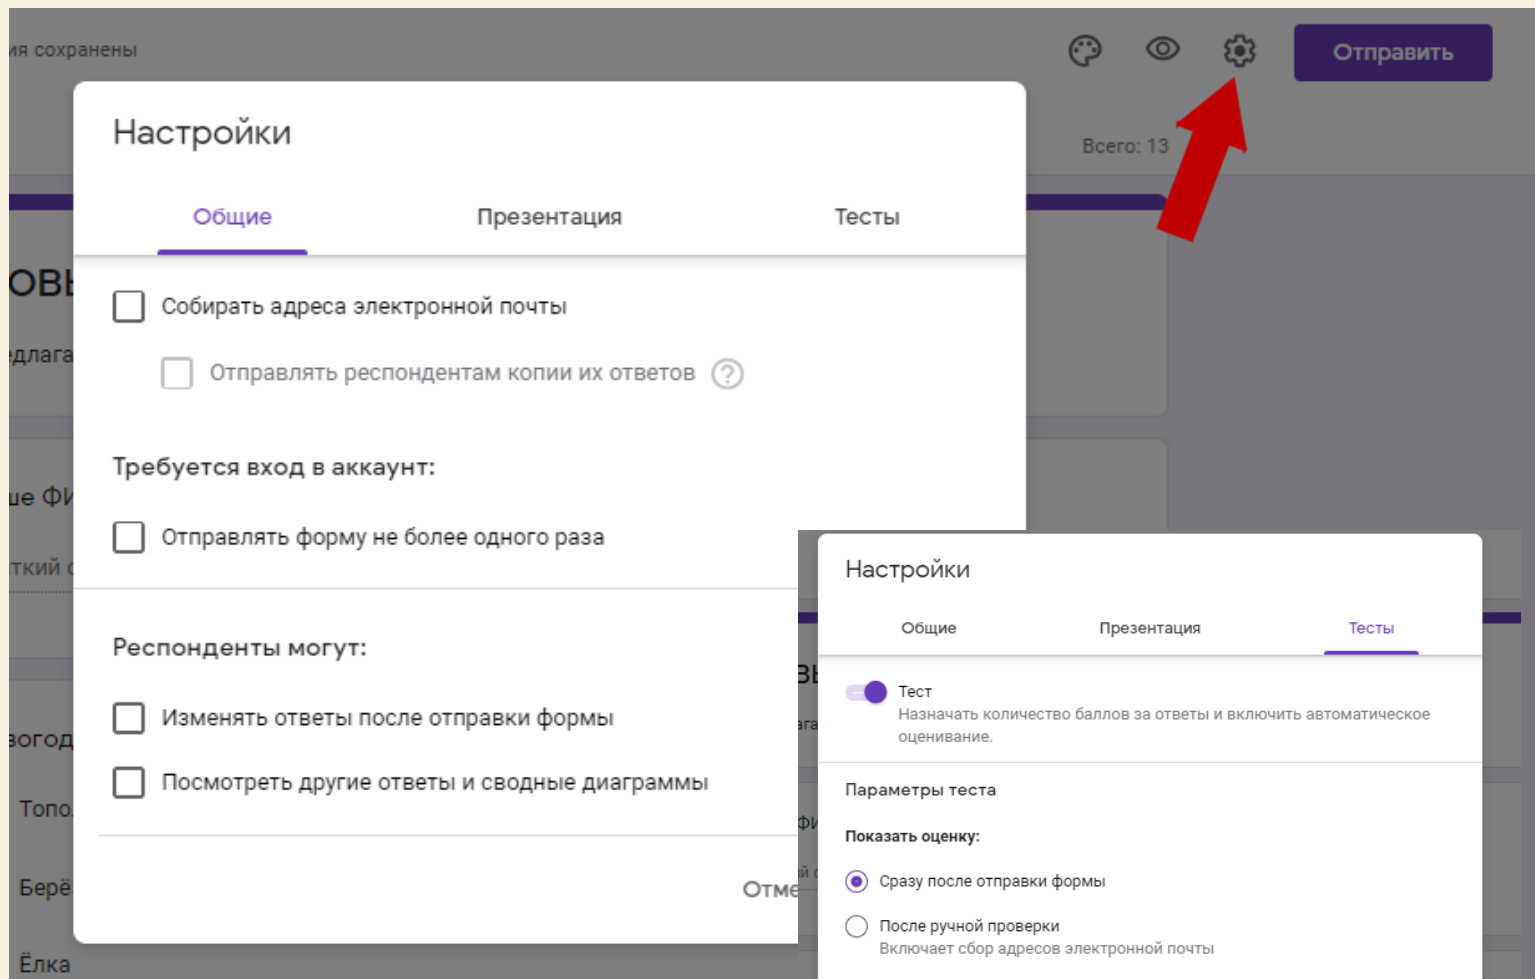 ия сохранены
Отправить
Всего: 13
Настройки
Общие Презентация Тесты
Собирать адреса электронной почты
Отправлять респондентам копии их ответов ?
Требуется вход в аккаунт:
Отправлять форму не более одного раза
Респонденты могут:
Изменять ответы после отправки формы
Посмотреть другие ответы и сводные диаграммы
Отме
ОВЫ
едлага
ше ФИ
ткий с
вогод
Топо
Берё
Ёлка
Настройки
Общие Презентация Тесты
Тест
Назначать количество баллов за ответы и включить автоматическое
оценивание.
Параметры теста
Показать оценку:
Сразу после отправки формы
После ручной проверки
Включает сбор адресов электронной почты